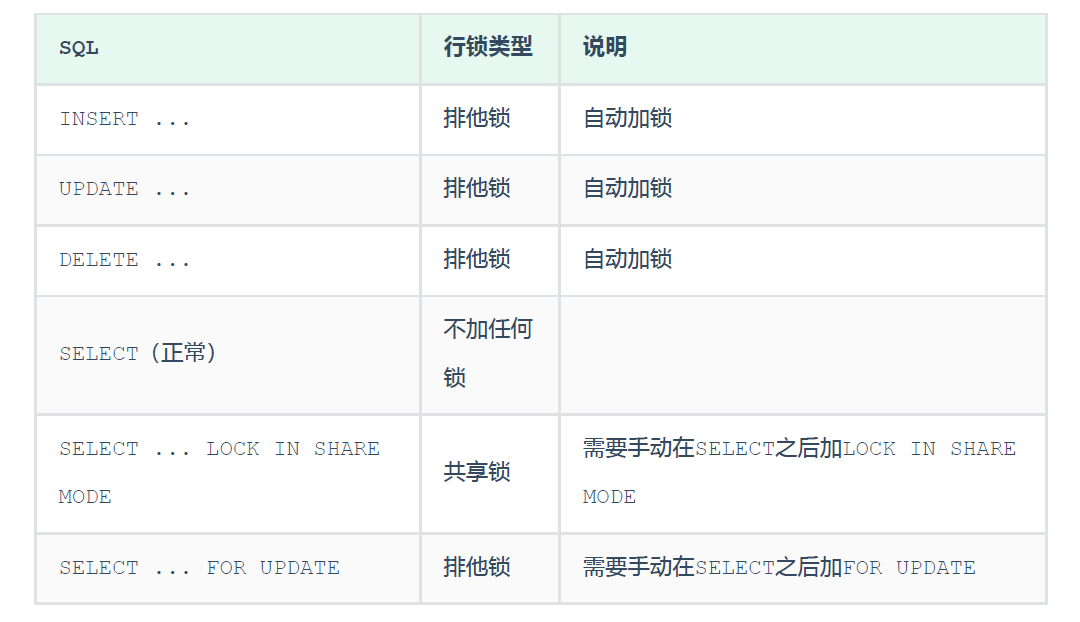 SQL 行锁类型 说明
INSERT ... 排他锁 自动加锁
UPDATE ... 排他锁 自动加锁
DELETE ... 排他锁 自动加锁
SELECT（正常） 不加任何
锁
SELECT ... LOCK IN SHARE
MODE
共享锁
需要手动在SELECT之后加LOCK IN SHARE
MODE
SELECT ... FOR UPDATE 排他锁 需要手动在SELECT之后加FOR UPDATE